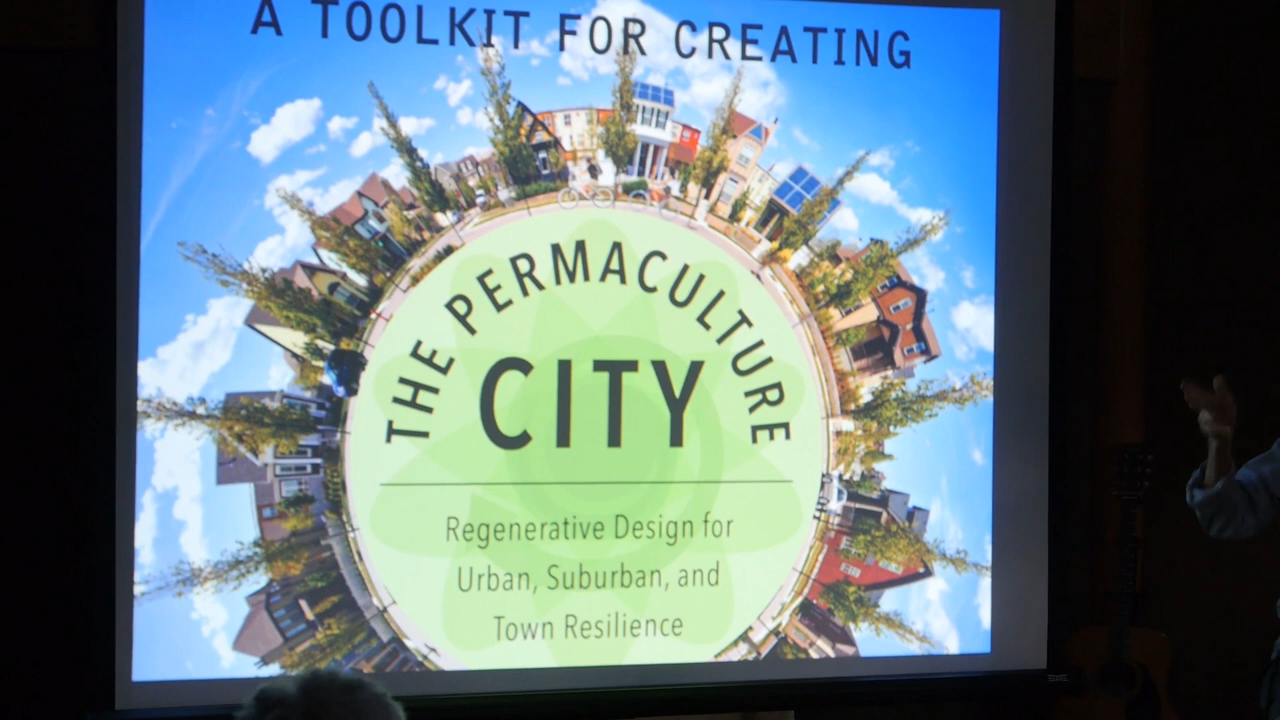 A TOOLKIT FOR CREATING
THE PERMACULTURE
CITY
Regenerative Design for
Urban, Suburban, and
Town Resilience